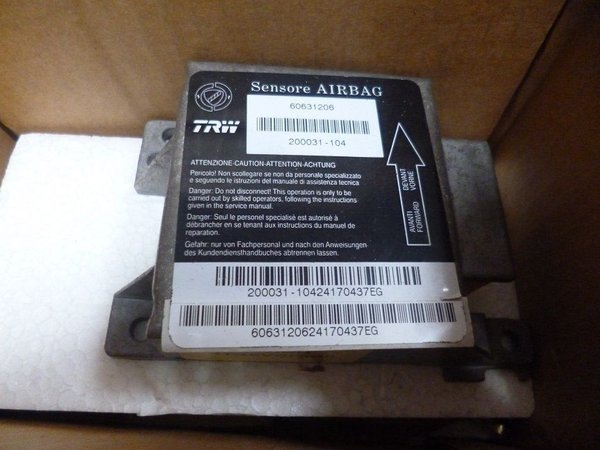 Sensore AIRBAG
60631206
TRW
200031-104
ATTENZIONE-CAUTION-ATTENTION-ACHTUNG
Pericolo! Non scollegare se non da personale specializzato
e seguendo le istruzioni del manuale di assistenza tecnica
Danger: Do not disconnect! This operation is only to be
carried out by skilled operators, following the instructions
given in the service manual.
Danger: Seul le personel specialisé est autorisé à
débrancher en se tenant aux instructions du manuel de
reparation.
Gefahr: nur von Fachpersonal und nach den Anweisungen
des Kundendiensthandbuches abtrennen lassen.
AVANTI DEVANT
FORWARD VORNE
200031-10424170437EG
6063120624170437EG